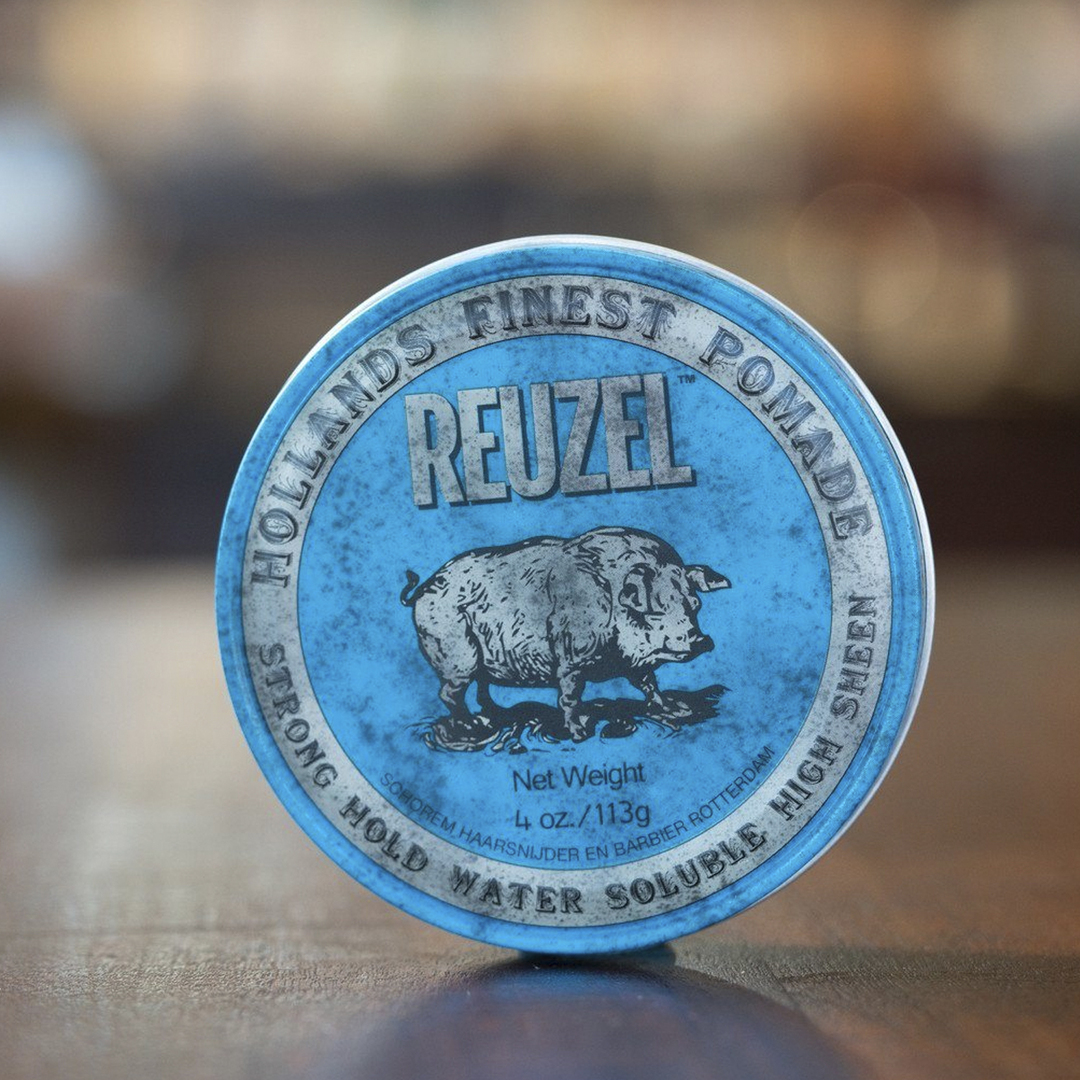 HOLLANDS FINEST POMADE
REUZEL™
Net Weight
4 oz./113g
SCHOREM HAARSNIJDER EN BARBIER ROTTERDAM
STRONG HOLD WATER SOLUBLE HIGH SHEEN